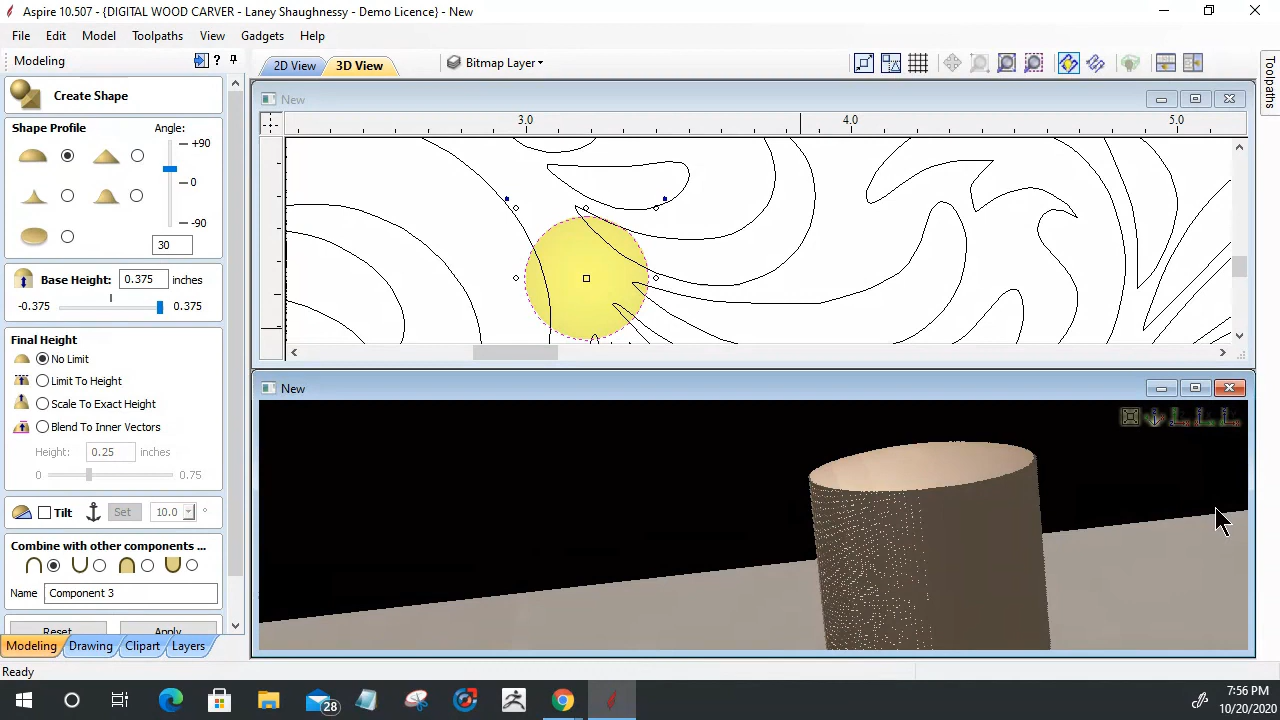 Aspire 10.507 - {DIGITAL WOOD CARVER - Laney Shaughnessy - Demo Licence} - New
File Edit Model Toolpaths View Gadgets Help
Modeling
2D View 3D View Bitmap Layer
Toolpaths
Create Shape
Shape Profile
Angle:
+90
0
-90
30
Base Height: 0.375 inches
-0.375 0.375
Final Height
No Limit
Limit To Height
Scale To Exact Height
Blend To Inner Vectors
Height: 0.25 inches
0 0.75
Tilt Set 10.0 °
Combine with other components ...
Name Component 3
Reset Apply
Modeling Drawing Clipart Layers
New
3.0 4.0 5.0
New
Ready
28
7:56 PM
10/20/2020